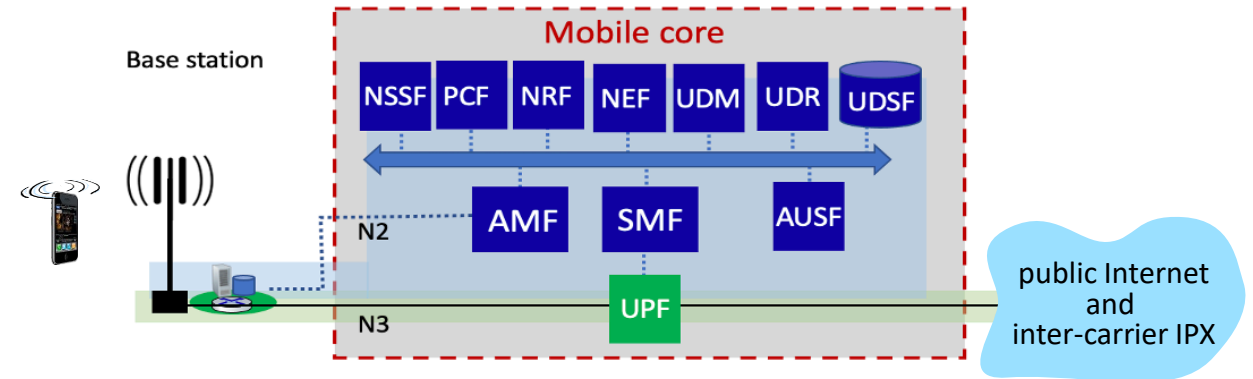 Mobile core
Base station
NSSF
PCF
NRF
NEF
UDM
UDR
UDSF
AMF
SMF
AUSF
N2
UPF
N3
public Internet
and
inter-carrier IPX